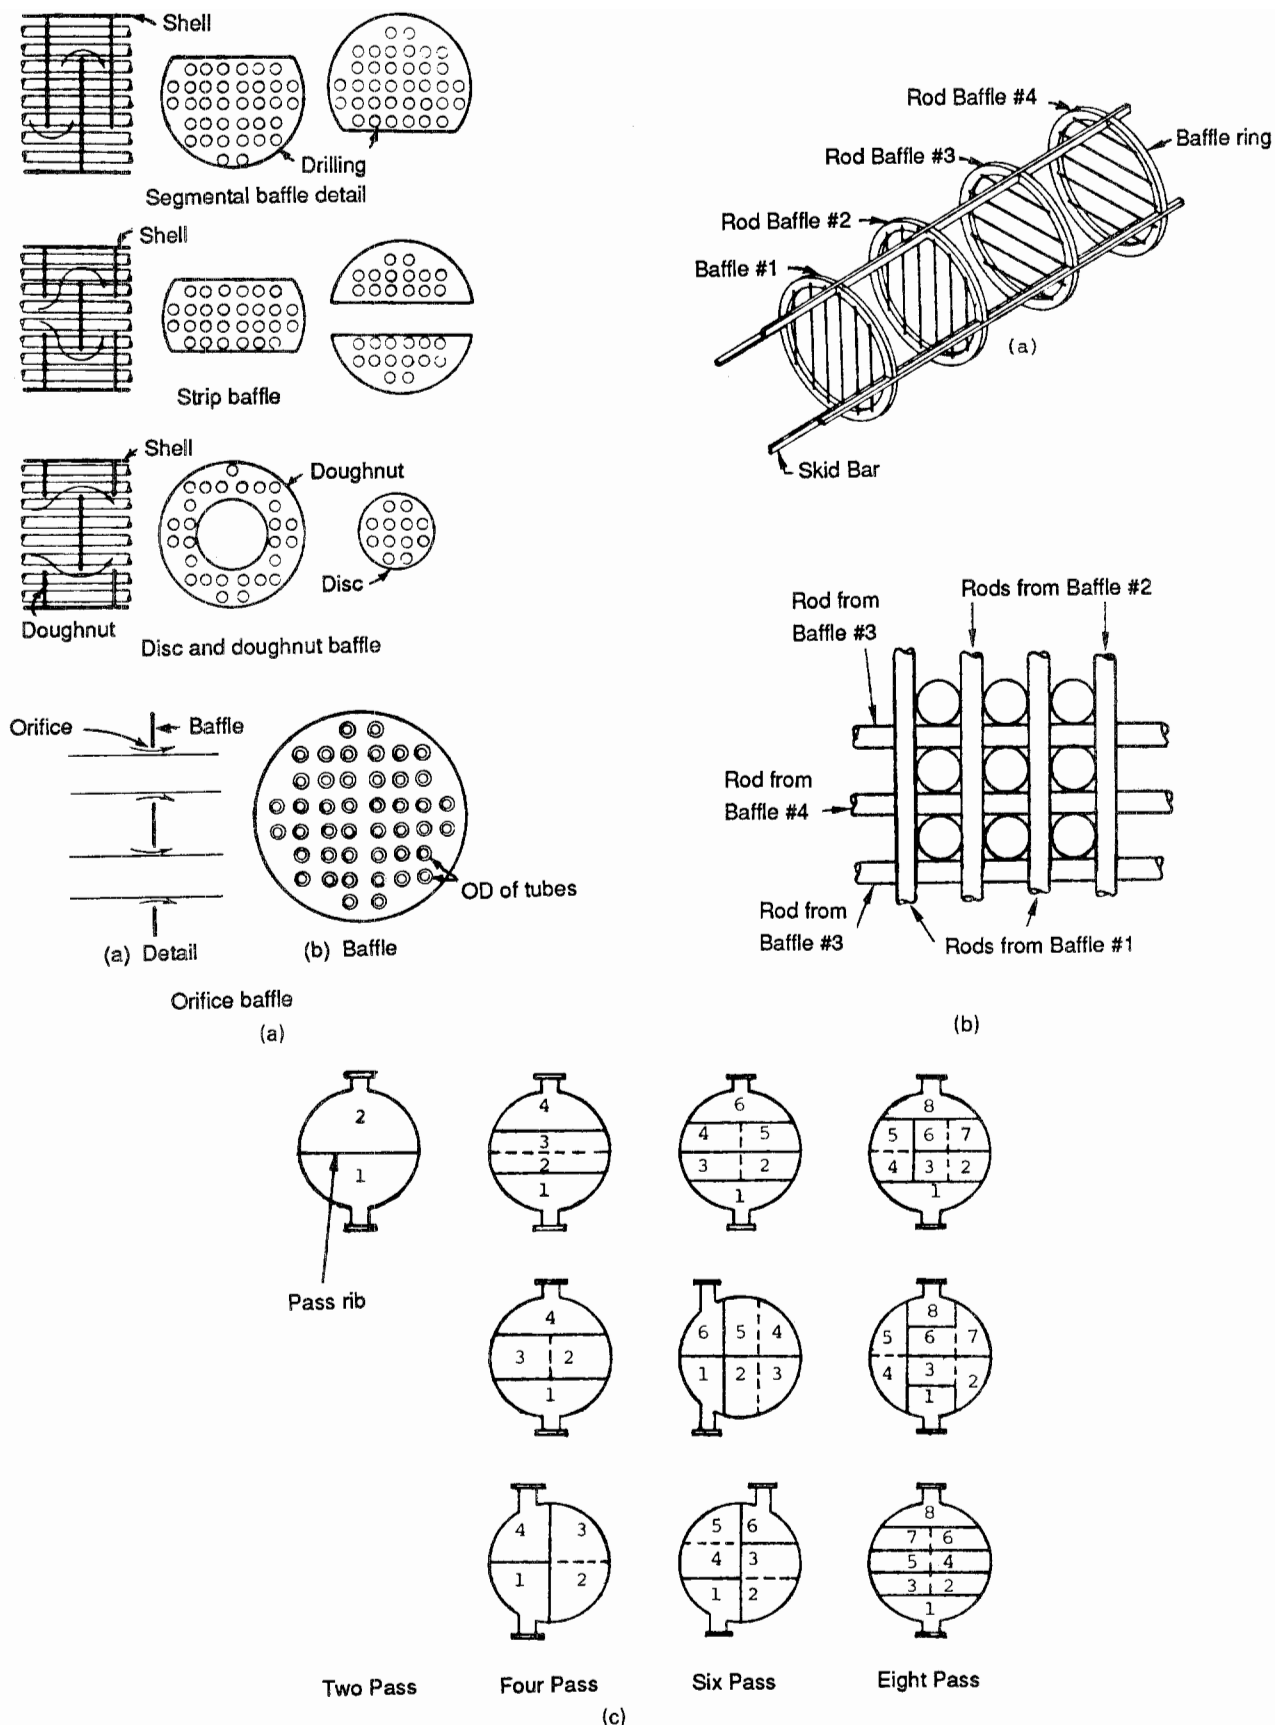 Shell
Drilling
Segmental baffle detail
Shell
Strip baffle
Shell
Doughnut
Disc
Doughnut
Disc and doughnut baffle
Orifice
Baffle
OD of tubes
(a) Detail
(b) Baffle
Orifice baffle
(a)
Rod Baffle #4
Baffle ring
Rod Baffle #3
Rod Baffle #2
Baffle #1
(a)
Skid Bar
Rod from
Baffle #3
Rods from Baffle #2
Rod from
Baffle #4
Rod from
Baffle #3
Rods from Baffle #1
(b)
2
1
Pass rib
4
3
2
1
6
4 5
3 2
1
8
5 6 7
4 3 2
1
4
3 2
1
6 5 4
1 2 3
8
5 6 7
4 3 2
1
4 3
1 2
5 6
4 3
1 2
8
7 6
5 4
3 2
1
Two Pass
Four Pass
Six Pass
Eight Pass
(c)